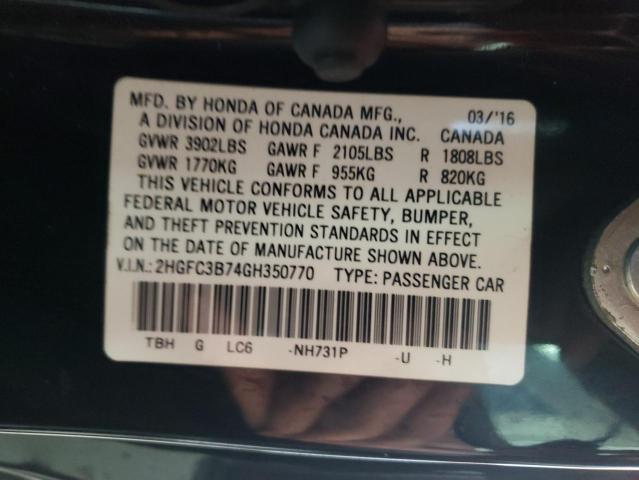 MFD. BY HONDA OF CANADA MFG., 03/'16
A DIVISION OF HONDA CANADA INC. CANADA
GVWR 3902LBS GAWR F 2105LBS R 1808LBS
GVWR 1770KG GAWR F 955KG R 820KG
THIS VEHICLE CONFORMS TO ALL APPLICABLE
FEDERAL MOTOR VEHICLE SAFETY, BUMPER,
AND THEFT PREVENTION STANDARDS IN EFFECT
ON THE DATE OF MANUFACTURE SHOWN ABOVE.
V.I.N.: 2HGFC3B74GH350770 TYPE: PASSENGER CAR
TBH G LC6 -NH731P -U -H